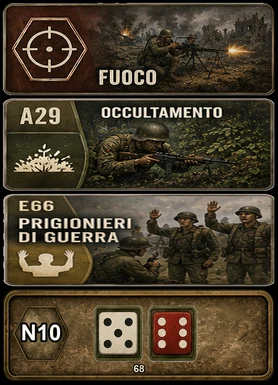 FUOCO
A29
OCCULTAMENTO
E66
PRIGIONIERI
DI GUERRA
N10
68